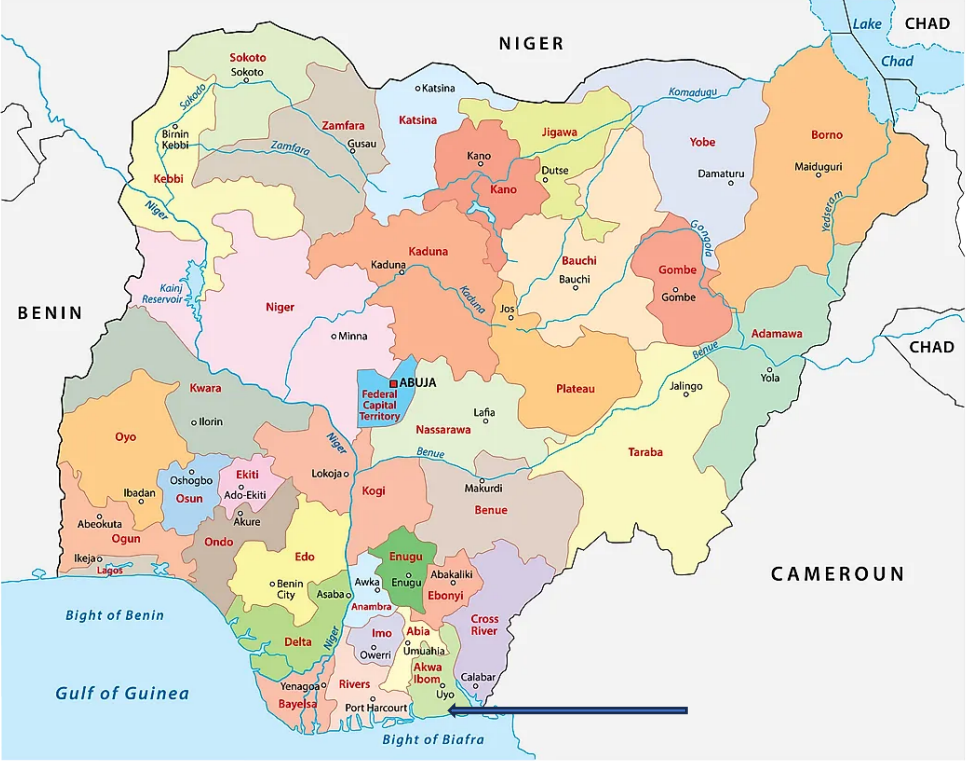 NIGER
Lake
CHAD
Chad
Sokoto
Sokoto
Sakodo
Katsina
Katsina
Komadugu
Birnin
Kebbi
Kebbi
Zamfara
Gusau
Zamfara
Kano
Kano
Jigawa
Dutse
Yobe
Damaturu
Borno
Maiduguri
Yedseram
Niger
BENIN
Kainj
Reservoir
Niger
Minna
Kaduna
Kaduna
Kaduna
Bauchi
Bauchi
Jos
Gongola
Gombe
Gombe
Adamawa
Yola
CHAD
Kwara
Ilorin
ABUJA
Federal
Capital
Territory
Nassarawa
Lafia
Plateau
Benue
Jalingo
Taraba
Oyo
Ibadan
Oshogbo
Osun
Ekiti
Ado-Ekiti
Niger
Lokoja
Kogi
Benue
Makurdi
Benue
Abeokuta
Ogun
Ikeja
Lagos
Akure
Ondo
Edo
Benin
City
Asaba
Enugu
Enugu
Awka
Anambra
Abakaliki
Ebonyi
Cross
River
CAMEROUN
Bight of Benin
Delta
Niger
Imo
Owerri
Abia
Umuahia
Akwa
Ibom
Uyo
Calabar
Gulf of Guinea
Yenagoa
Bayelsa
Rivers
Port Harcourt
Bight of Biafra